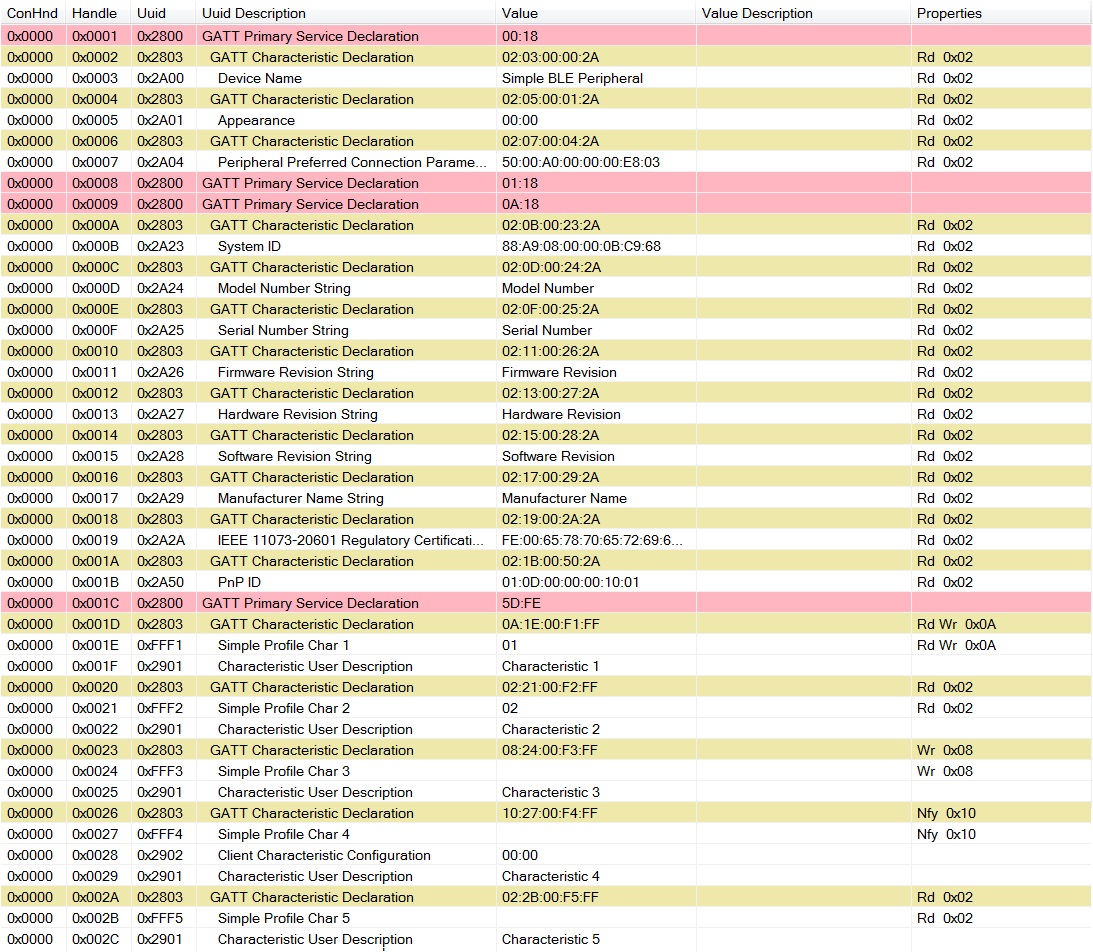 ConHnd Handle Uuid Uuid Description Value Value Description Properties
0x0000 0x0001 0x2800 GATT Primary Service Declaration 00:18
0x0000 0x0002 0x2803 GATT Characteristic Declaration 02:03:00:00:2A Rd 0x02
0x0000 0x0003 0x2A00 Device Name Simple BLE Peripheral Rd 0x02
0x0000 0x0004 0x2803 GATT Characteristic Declaration 02:05:00:01:2A Rd 0x02
0x0000 0x0005 0x2A01 Appearance 00:00 Rd 0x02
0x0000 0x0006 0x2803 GATT Characteristic Declaration 02:07:00:04:2A Rd 0x02
0x0000 0x0007 0x2A04 Peripheral Preferred Connection Parame... 50:00:A0:00:00:00:E8:03 Rd 0x02
0x0000 0x0008 0x2800 GATT Primary Service Declaration 01:18
0x0000 0x0009 0x2800 GATT Primary Service Declaration 0A:18
0x0000 0x000A 0x2803 GATT Characteristic Declaration 02:0B:00:23:2A Rd 0x02
0x0000 0x000B 0x2A23 System ID 88:A9:08:00:00:0B:C9:68 Rd 0x02
0x0000 0x000C 0x2803 GATT Characteristic Declaration 02:0D:00:24:2A Rd 0x02
0x0000 0x000D 0x2A24 Model Number String Model Number Rd 0x02
0x0000 0x000E 0x2803 GATT Characteristic Declaration 02:0F:00:25:2A Rd 0x02
0x0000 0x000F 0x2A25 Serial Number String Serial Number Rd 0x02
0x0000 0x0010 0x2803 GATT Characteristic Declaration 02:11:00:26:2A Rd 0x02
0x0000 0x0011 0x2A26 Firmware Revision String Firmware Revision Rd 0x02
0x0000 0x0012 0x2803 GATT Characteristic Declaration 02:13:00:27:2A Rd 0x02
0x0000 0x0013 0x2A27 Hardware Revision String Hardware Revision Rd 0x02
0x0000 0x0014 0x2803 GATT Characteristic Declaration 02:15:00:28:2A Rd 0x02
0x0000 0x0015 0x2A28 Software Revision String Software Revision Rd 0x02
0x0000 0x0016 0x2803 GATT Characteristic Declaration 02:17:00:29:2A Rd 0x02
0x0000 0x0017 0x2A29 Manufacturer Name String Manufacturer Name Rd 0x02
0x0000 0x0018 0x2803 GATT Characteristic Declaration 02:19:00:2A:2A Rd 0x02
0x0000 0x0019 0x2A2A IEEE 11073-20601 Regulatory Certificati... FE:00:65:78:70:65:72:69:6... Rd 0x02
0x0000 0x001A 0x2803 GATT Characteristic Declaration 02:1B:00:50:2A Rd 0x02
0x0000 0x001B 0x2A50 PnP ID 01:0D:00:00:00:10:01 Rd 0x02
0x0000 0x001C 0x2800 GATT Primary Service Declaration 5D:FE
0x0000 0x001D 0x2803 GATT Characteristic Declaration 0A:1E:00:F1:FF Rd Wr 0x0A
0x0000 0x001E 0xFFF1 Simple Profile Char 1 01 Rd Wr 0x0A
0x0000 0x001F 0x2901 Characteristic User Description Characteristic 1
0x0000 0x0020 0x2803 GATT Characteristic Declaration 02:21:00:F2:FF Rd 0x02
0x0000 0x0021 0xFFF2 Simple Profile Char 2 02 Rd 0x02
0x0000 0x0022 0x2901 Characteristic User Description Characteristic 2
0x0000 0x0023 0x2803 GATT Characteristic Declaration 08:24:00:F3:FF Wr 0x08
0x0000 0x0024 0xFFF3 Simple Profile Char 3 Wr 0x08
0x0000 0x0025 0x2901 Characteristic User Description Characteristic 3
0x0000 0x0026 0x2803 GATT Characteristic Declaration 10:27:00:F4:FF Nfy 0x10
0x0000 0x0027 0xFFF4 Simple Profile Char 4 Nfy 0x10
0x0000 0x0028 0x2902 Client Characteristic Configuration 00:00
0x0000 0x0029 0x2901 Characteristic User Description Characteristic 4
0x0000 0x002A 0x2803 GATT Characteristic Declaration 02:2B:00:F5:FF Rd 0x02
0x0000 0x002B 0xFFF5 Simple Profile Char 5 Rd 0x02
0x0000 0x002C 0x2901 Characteristic User Description Characteristic 5